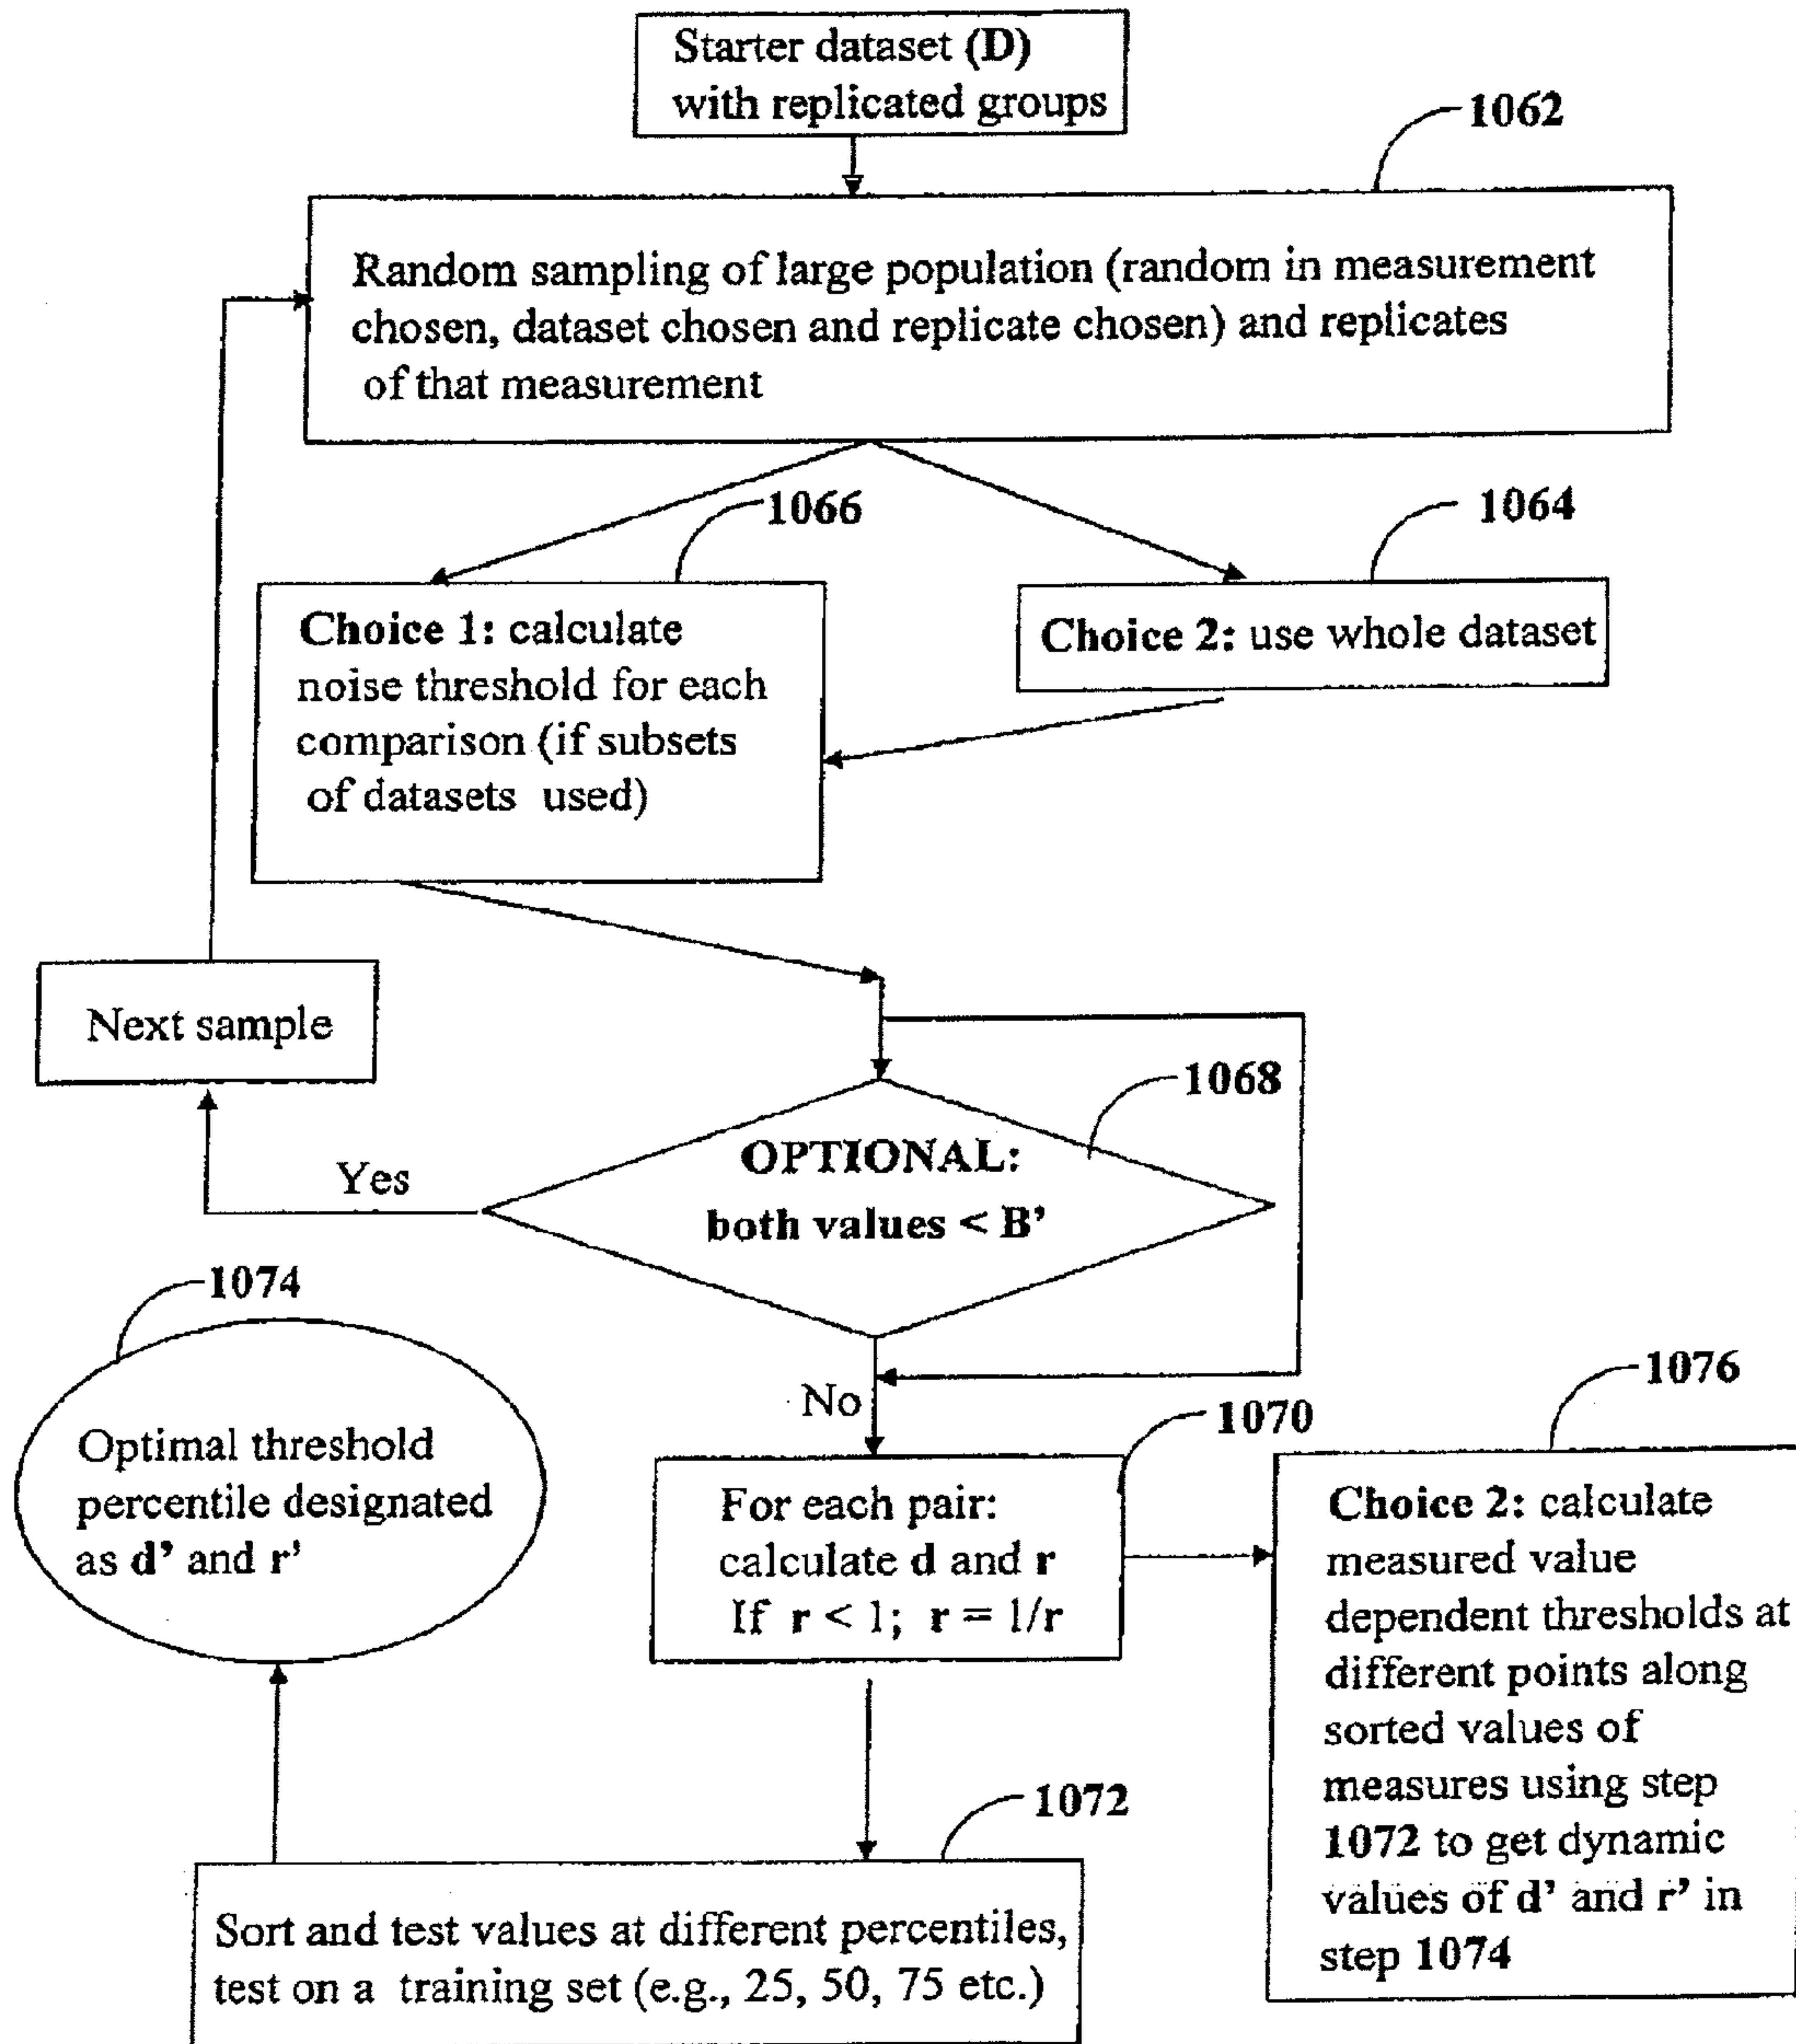 Starter dataset (D)
with replicated groups
1062
Random sampling of large population (random in measurement
chosen, dataset chosen and replicate chosen) and replicates
of that measurement
1066
1064
Choice 1: calculate
noise threshold for each
comparison (if subsets
of datasets used)
Choice 2: use whole dataset
Next sample
1068
OPTIONAL:
both values < B’
Yes
No
1074
Optimal threshold
percentile designated
as d’ and r’
1070
For each pair:
calculate d and r
If r < 1; r = 1/r
1076
Choice 2: calculate
measured value
dependent thresholds at
different points along
sorted values of
measures using step
1072 to get dynamic
values of d’ and r’ in
step 1074
1072
Sort and test values at different percentiles,
test on a training set (e.g., 25, 50, 75 etc.)